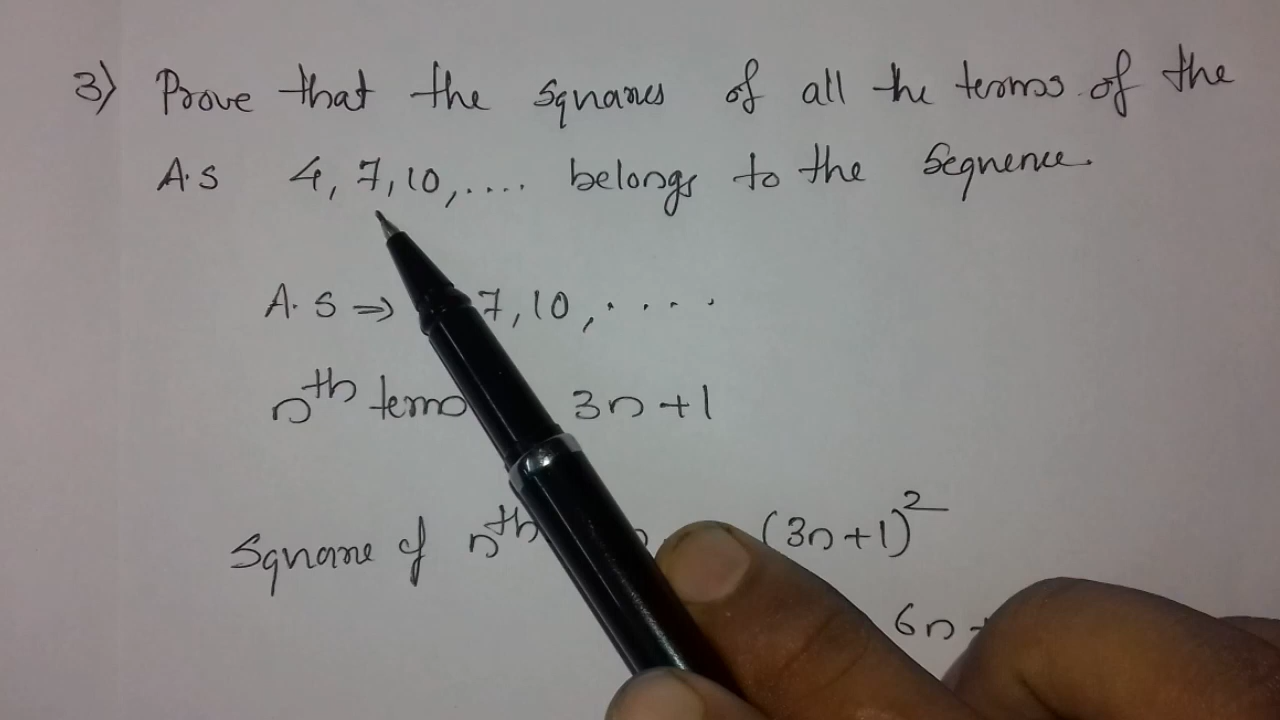 3) Prove that the squares of all the terms of the
A.S 4, 7, 10, .... belongs to the sequence.
A.S ⇒ 7, 10, ....
nth term 3n+1
Square of nth (3n+1)²
6n